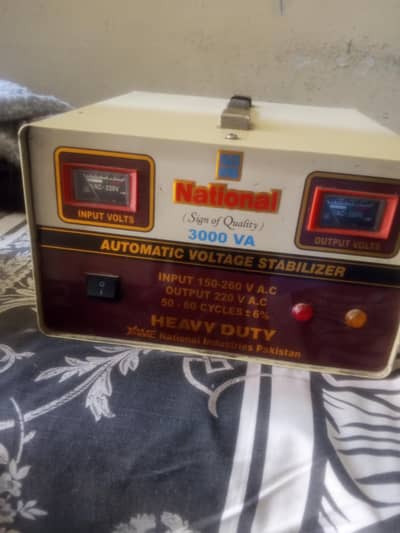 National
(Sign of Quality)
3000 VA
INPUT VOLTS
OUTPUT VOLTS
AUTOMATIC VOLTAGE STABILIZER
INPUT 150-260 V A.C
OUTPUT 220 V A.C
50 - 60 CYCLES ± 6%
HEAVY DUTY
National Industries Pakistan